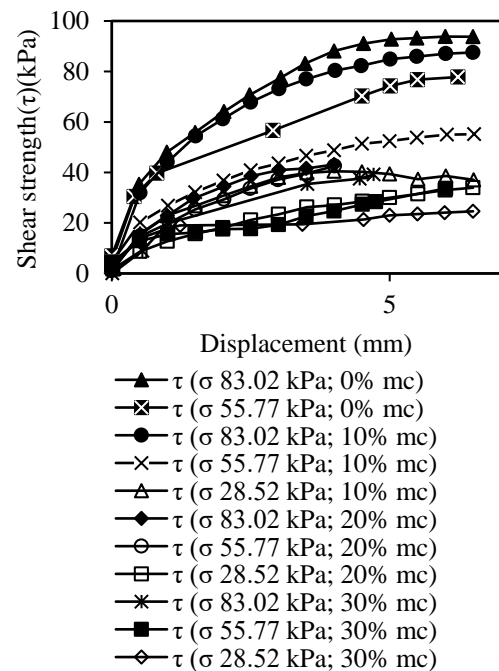 100
80
60
40
20
0
0
5
Shear strength(τ)(kPa)
Displacement (mm)
τ (σ 83.02 kPa; 0% mc)
τ (σ 55.77 kPa; 0% mc)
τ (σ 83.02 kPa; 10% mc)
τ (σ 55.77 kPa; 10% mc)
τ (σ 28.52 kPa; 10% mc)
τ (σ 83.02 kPa; 20% mc)
τ (σ 55.77 kPa; 20% mc)
τ (σ 28.52 kPa; 20% mc)
τ (σ 83.02 kPa; 30% mc)
τ (σ 55.77 kPa; 30% mc)
τ (σ 28.52 kPa; 30% mc)